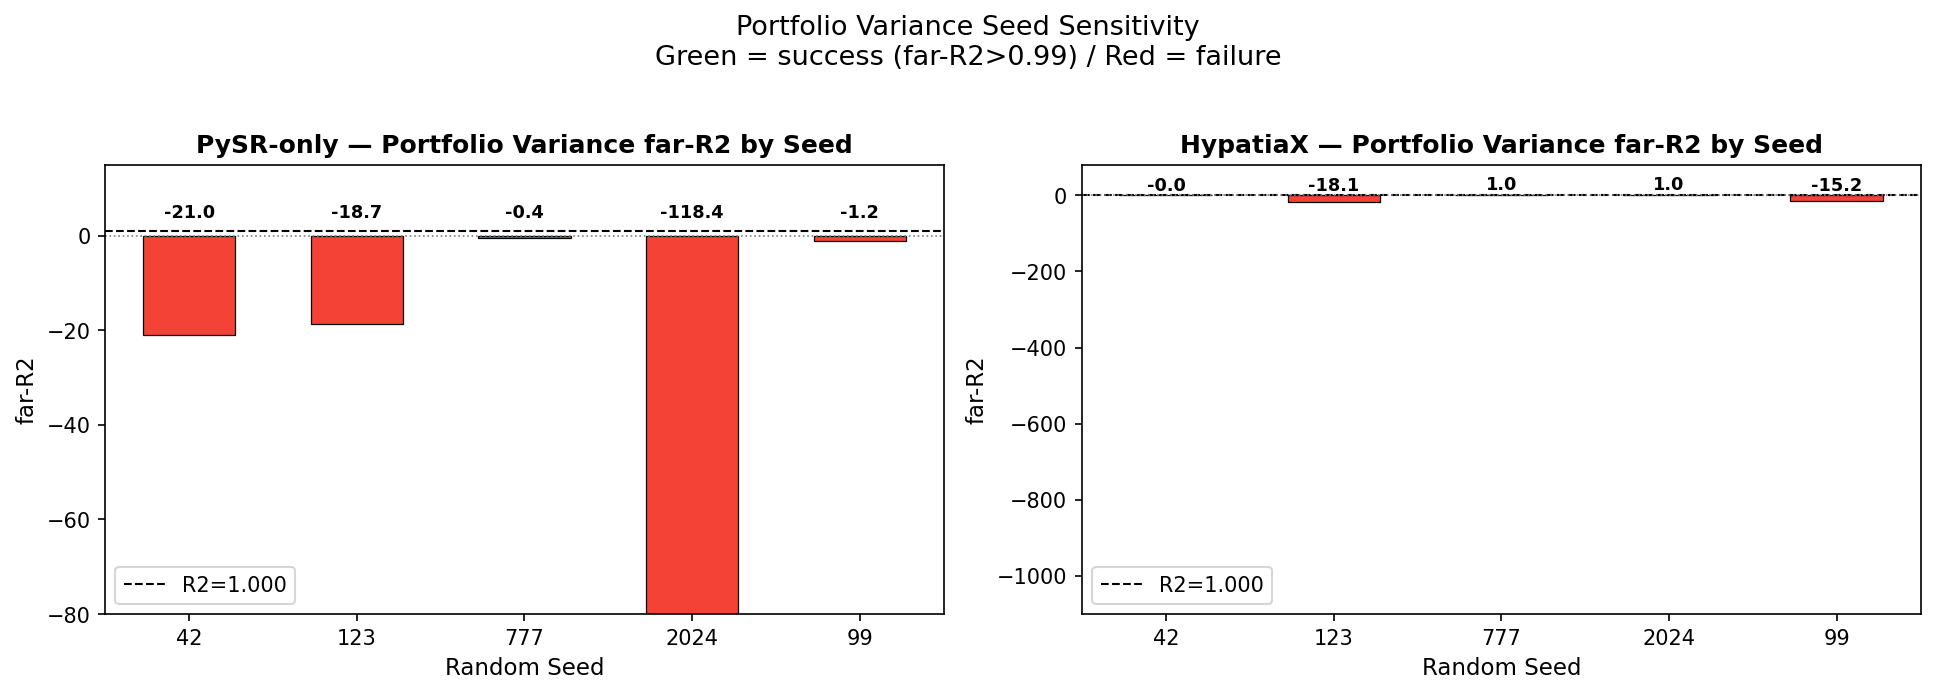 Portfolio Variance Seed Sensitivity
Green = success (far-R2>0.99) / Red = failure
PySR-only — Portfolio Variance far-R2 by Seed
-21.0 -18.7 -0.4 -118.4 -1.2
0
−20
−40
−60
−80
far-R2
R2=1.000
42 123 777 2024 99
Random Seed
HypatiaX — Portfolio Variance far-R2 by Seed
-0.0 -18.1 1.0 1.0 -15.2
0
−200
−400
−600
−800
−1000
far-R2
R2=1.000
42 123 777 2024 99
Random Seed